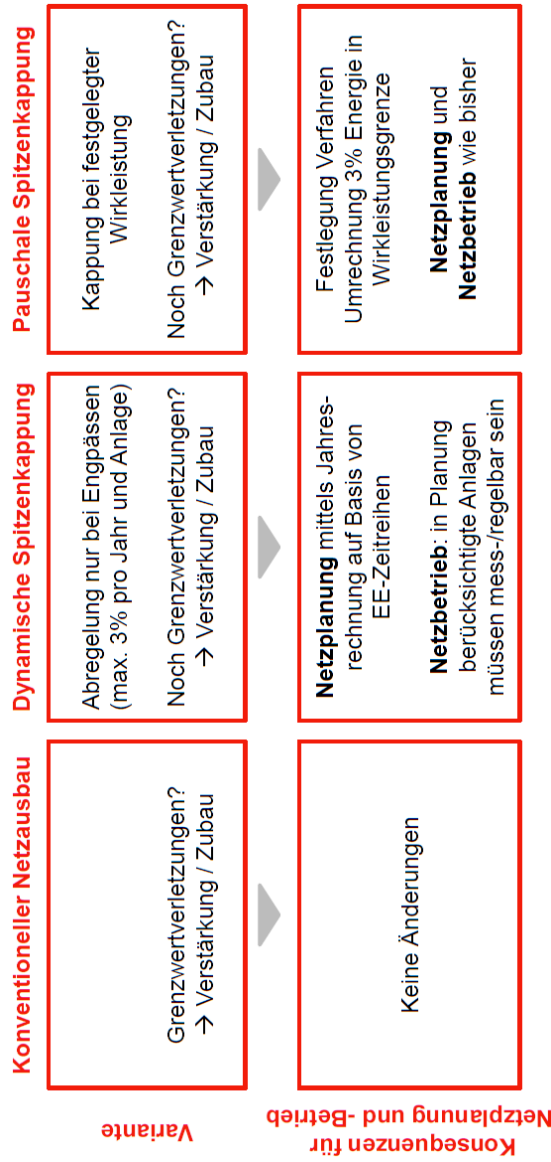 Konventioneller Netzausbau
Dynamische Spitzenkappung
Pauschale Spitzenkappung
Variante
Grenzwertverletzungen?
→ Verstärkung / Zubau
Abregelung nur bei Engpässen
(max. 3% pro Jahr und Anlage)
Noch Grenzwertverletzungen?
→ Verstärkung / Zubau
Kappung bei festgelegter
Wirkleistung
Noch Grenzwertverletzungen?
→ Verstärkung / Zubau
Konsequenzen für
Netzplanung und -Betrieb
Keine Änderungen
Netzplanung mittels Jahres-
rechnung auf Basis von
EE-Zeitreihen
Netzbetrieb: in Planung
berücksichtigte Anlagen
müssen mess-/regelbar sein
Festlegung Verfahren
Umrechnung 3% Energie in
Wirkleistungsgrenze
Netzplanung und
Netzbetrieb wie bisher